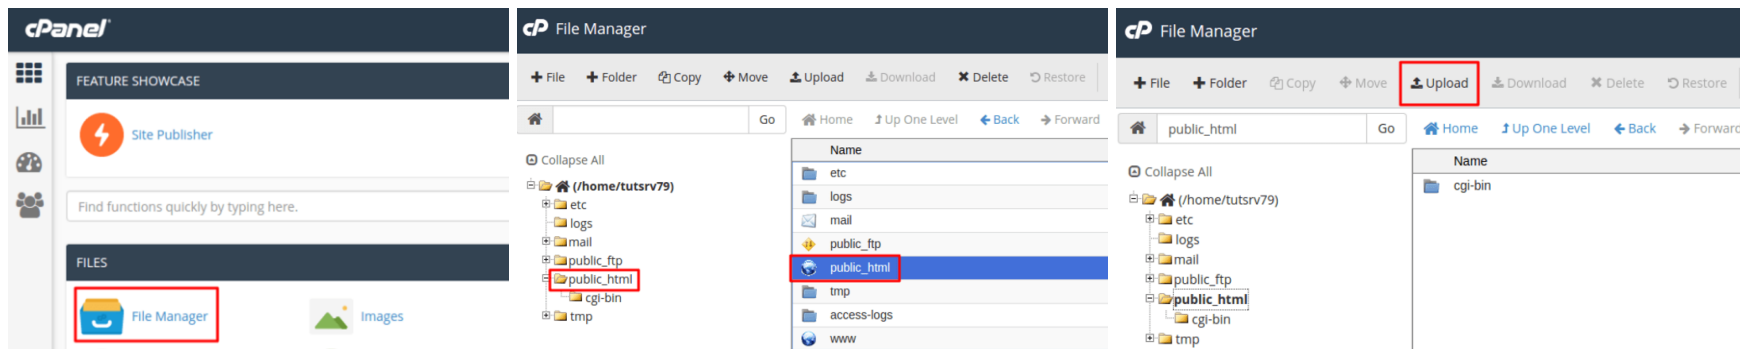 cPanel
FEATURE SHOWCASE
Site Publisher
Find functions quickly by typing here.
FILES
File Manager
Images
cP File Manager
File Folder Copy Move Upload Download Delete Restore
Go Home Up One Level Back Forward
Collapse All
(/home/tutsrv79)
etc
logs
mail
public_ftp
public_html
cgi-bin
tmp
Name
etc
logs
mail
public_ftp
public_html
tmp
access-logs
www
cP File Manager
File Folder Copy Move Upload Download Delete Restore
public_html Go Home Up One Level Back Forward
Collapse All
(/home/tutsrv79)
etc
logs
mail
public_ftp
public_html
cgi-bin
tmp
Name
cgi-bin